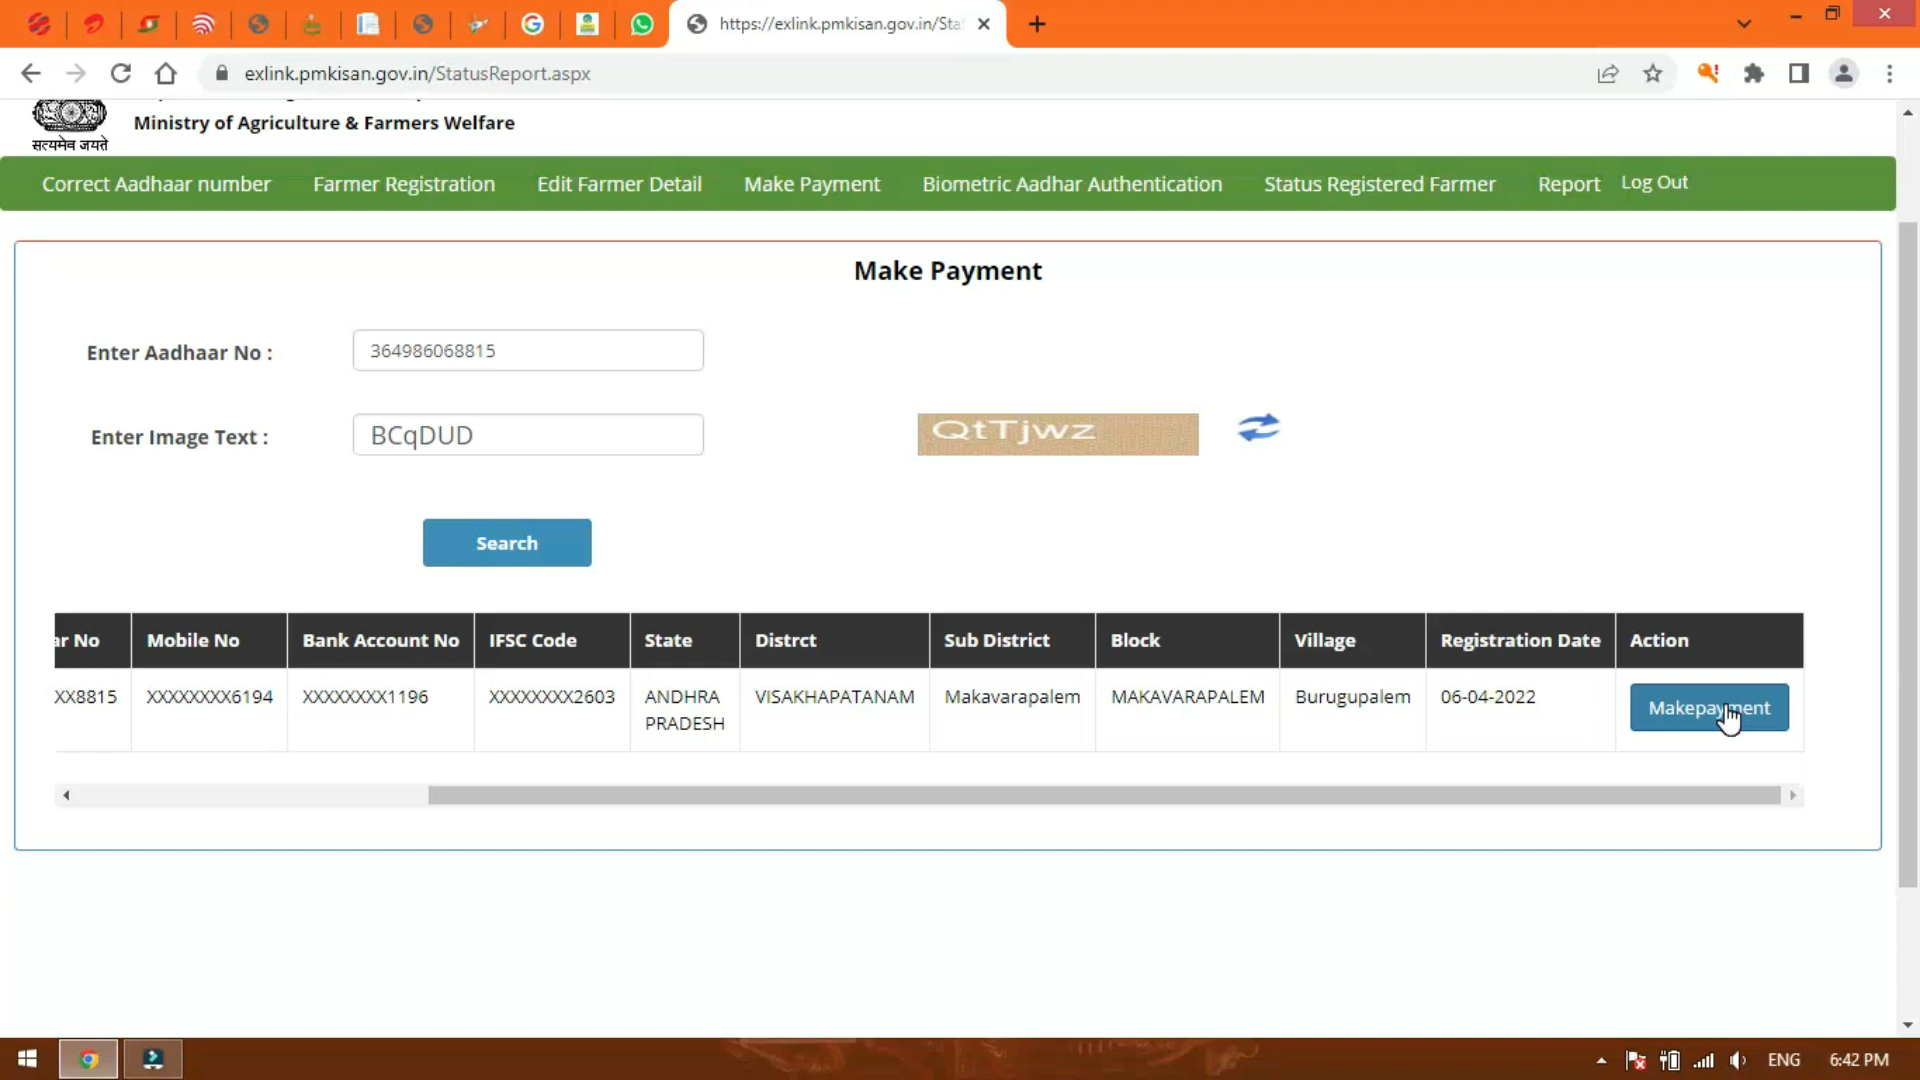 https://exlink.pmkisan.gov.in/Sta
exlink.pmkisan.gov.in/StatusReport.aspx
सत्यमेव जयते
Ministry of Agriculture & Farmers Welfare
Correct Aadhaar number Farmer Registration Edit Farmer Detail Make Payment Biometric Aadhar Authentication Status Registered Farmer Report Log Out
Make Payment
Enter Aadhaar No : 364986068815
Enter Image Text : BCqDUD QtTjwz
Search
ar No Mobile No Bank Account No IFSC Code State Distrct Sub District Block Village Registration Date Action
XX8815 XXXXXXXX6194 XXXXXXXX1196 XXXXXXXX2603 ANDHRA VISAKHAPATANAM Makavarapalem MAKAVARAPALEM Burugupalem 06-04-2022 Makepayment
PRADESH
ENG 6:42 PM